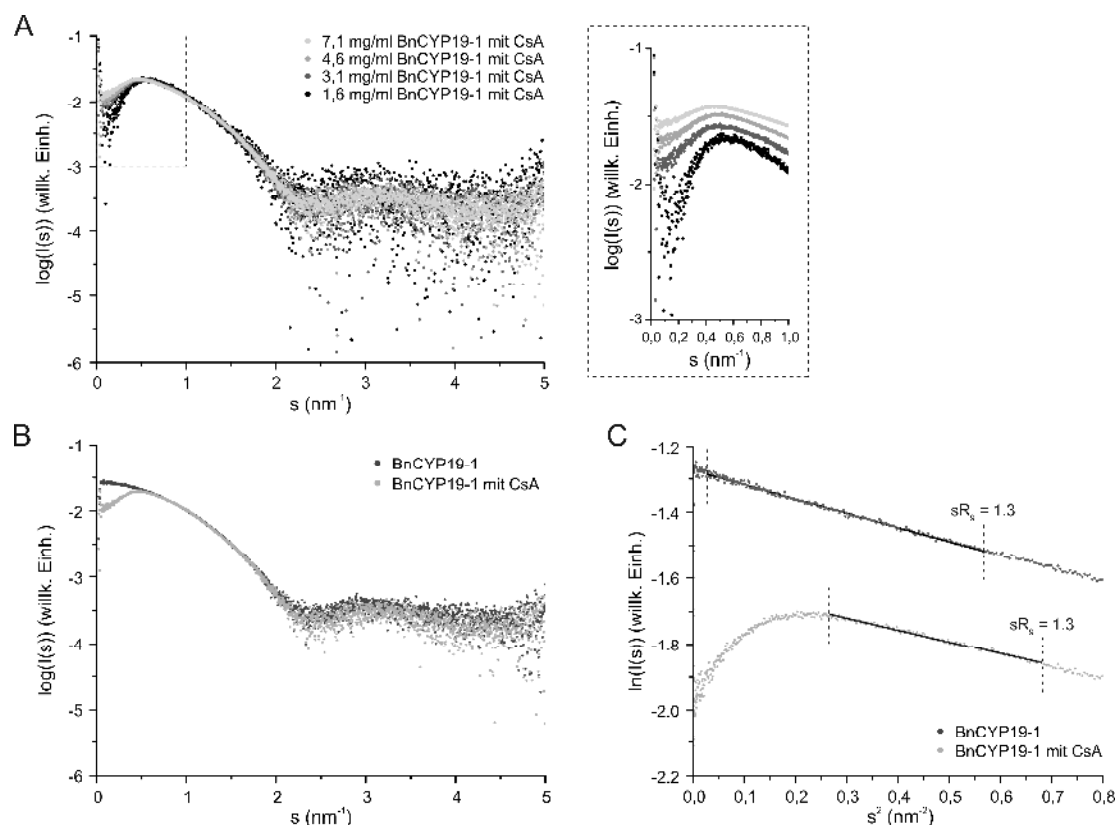 A
7,1 mg/ml BnCYP19-1 mit CsA
4,6 mg/ml BnCYP19-1 mit CsA
3,1 mg/ml BnCYP19-1 mit CsA
1,6 mg/ml BnCYP19-1 mit CsA
log(I(s)) (willk. Einh.)
-1
-2
-3
-4
-5
-6
0 1 2 3 4 5
s (nm⁻¹)
log(I(s)) (willk. Einh.)
-1
-2
-3
0,0 0,2 0,4 0,6 0,8 1,0
s (nm⁻¹)
B
BnCYP19-1
BnCYP19-1 mit CsA
log(I(s)) (willk. Einh.)
-1
-2
-3
-4
-5
-6
0 1 2 3 4 5
s (nm⁻¹)
C
ln(I(s)) (willk. Einh.)
-1.2
-1.4
-1.6
-1.8
-2.0
-2.2
sRₛ = 1.3
sRₛ = 1.3
BnCYP19-1
BnCYP19-1 mit CsA
0,0 0,1 0,2 0,3 0,4 0,5 0,6 0,7 0,8
s² (nm⁻²)